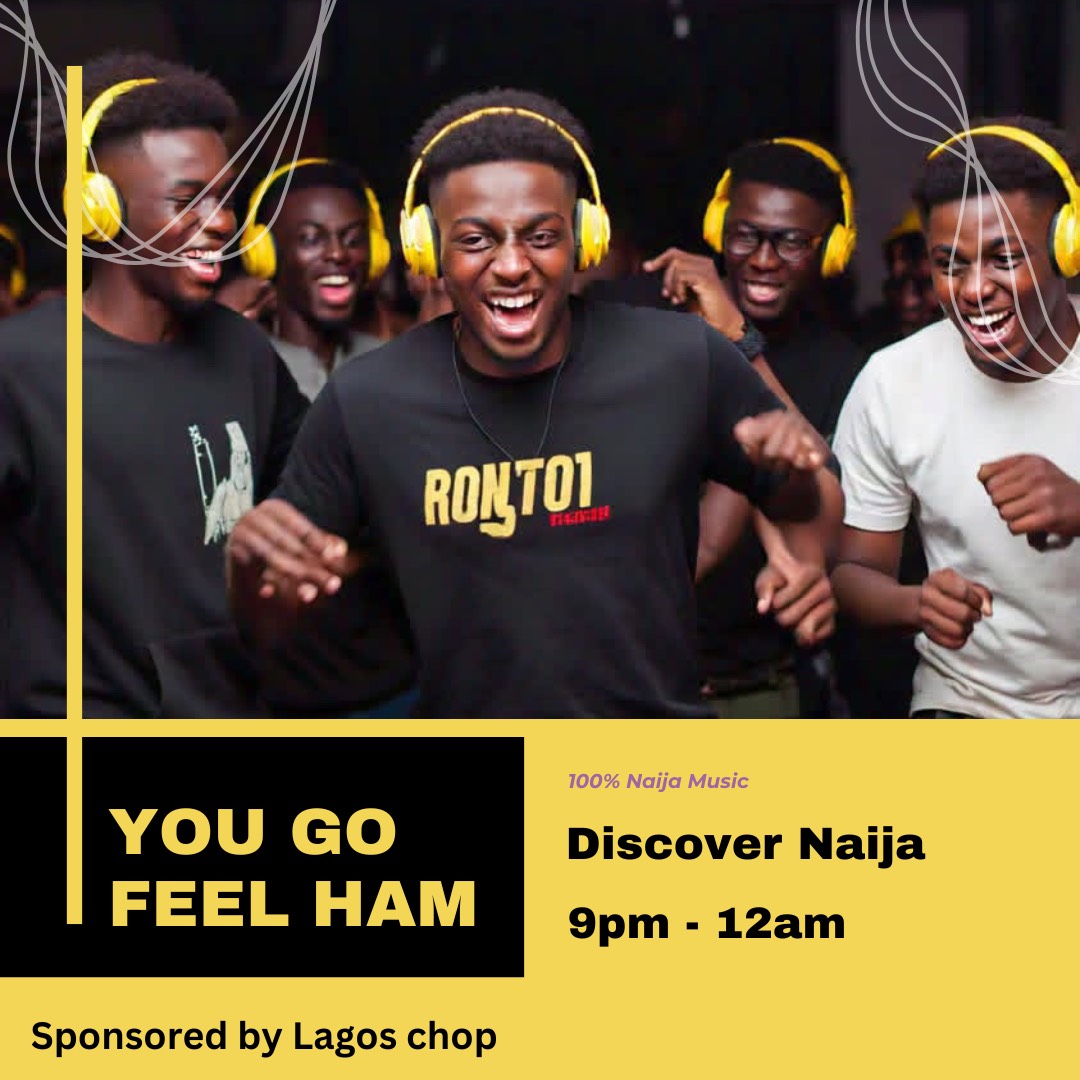 RONTO1
YOU GO
FEEL HAM
100% Naija Music
Discover Naija
9pm - 12am
Sponsored by Lagos chop